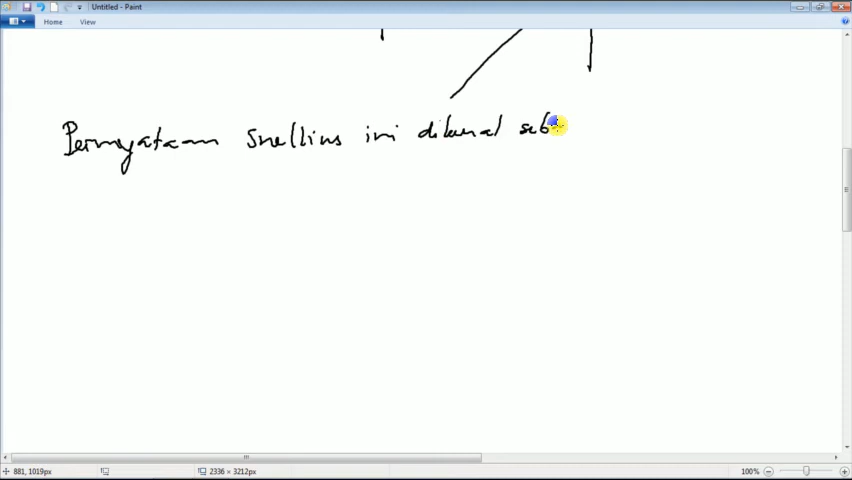 Untitled - Paint
Home View
Pernyataan Snellius ini dikenal seb
881, 1019px
2336 × 3212px
100%